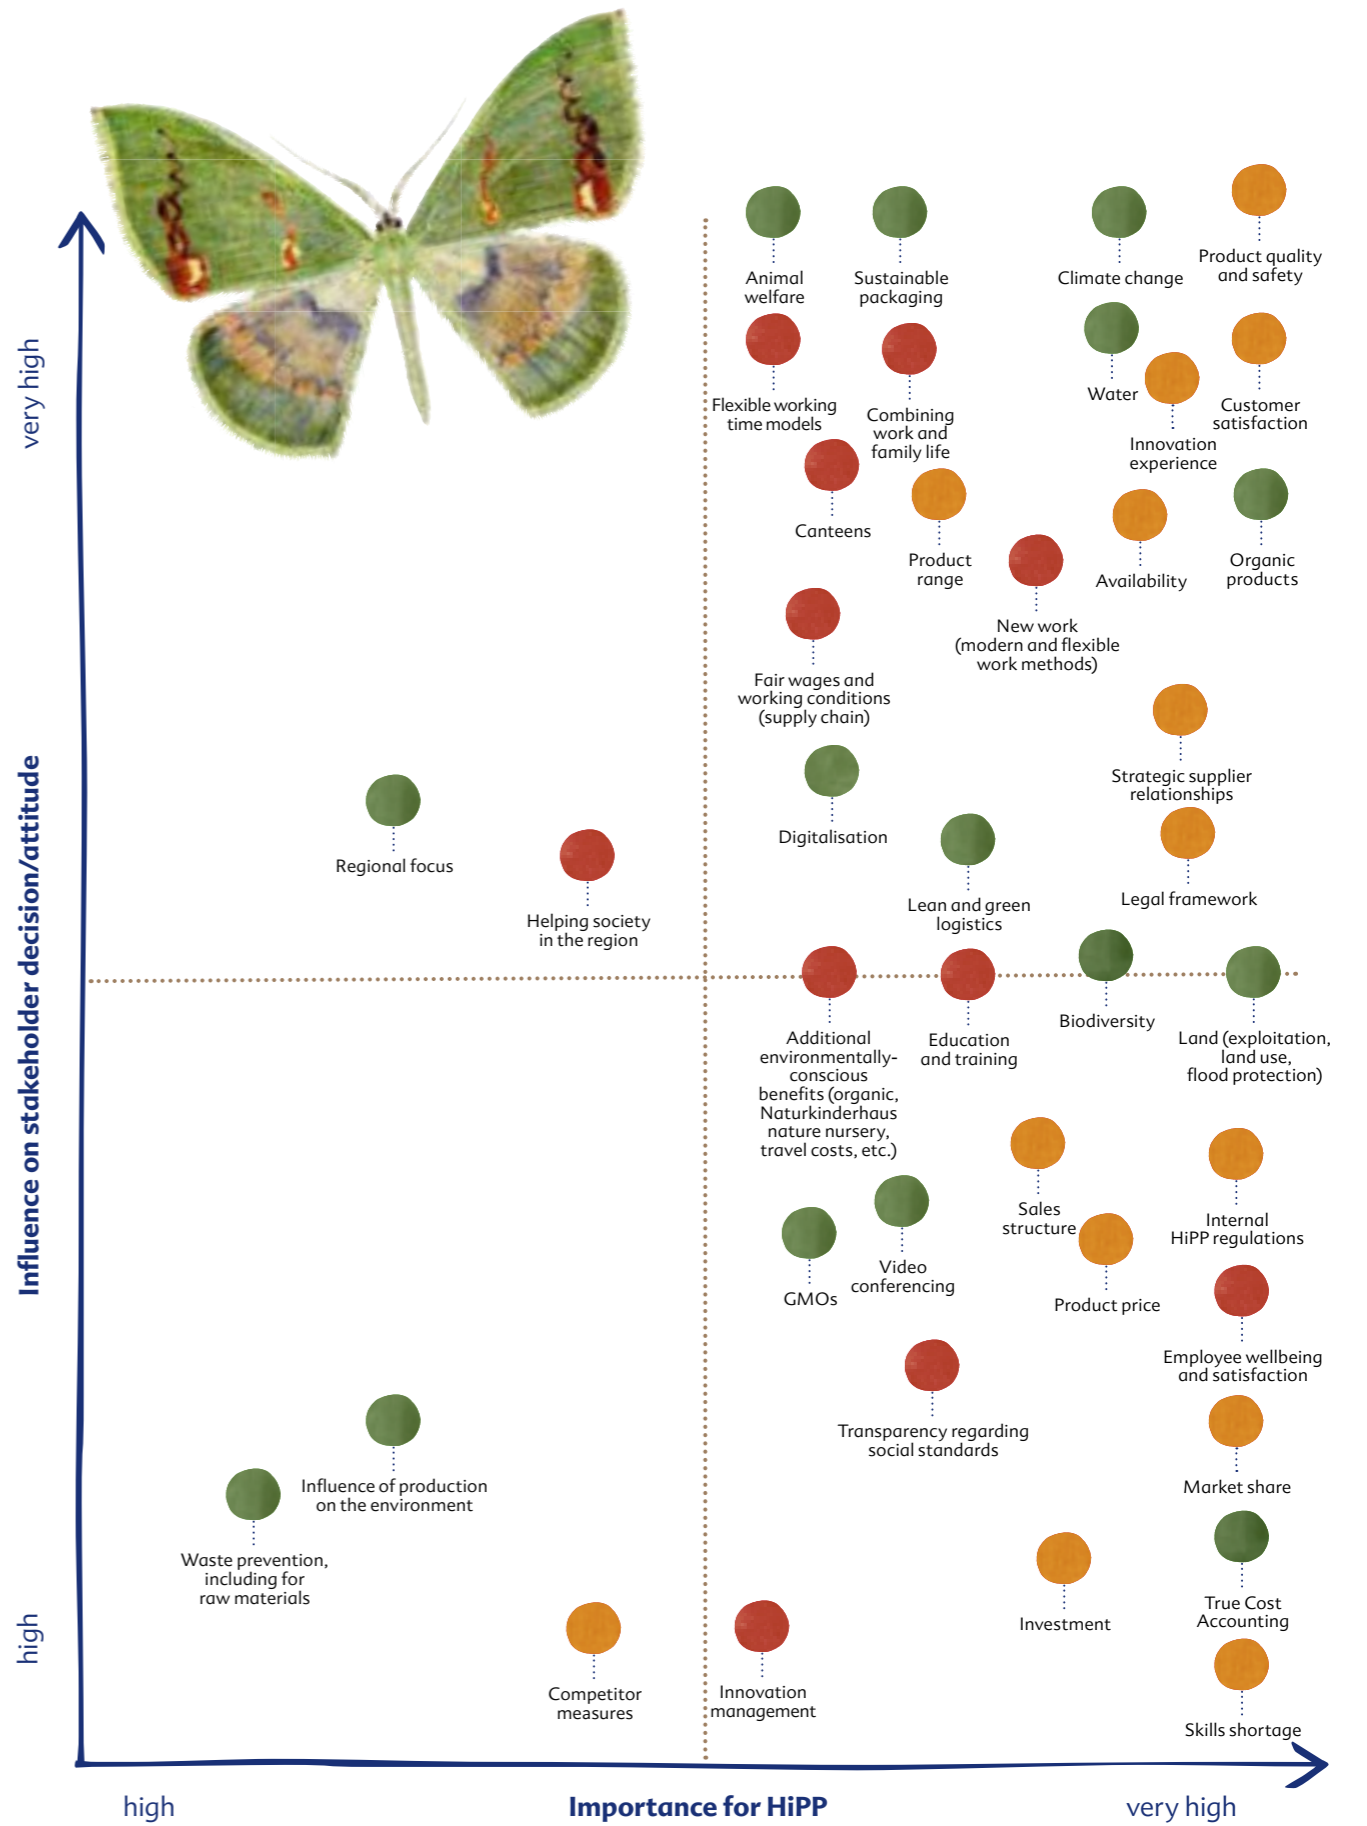 Animal
welfare
Sustainable
packaging
Climate change
Product quality
and safety
Flexible working
time models
Combining
work and
family life
Water
Innovation
experience
Customer
satisfaction
Canteens
Product
range
New work
(modern and flexible
work methods)
Availability
Organic
products
Fair wages and
working conditions
(supply chain)
Strategic supplier
relationships
Digitalisation
Regional focus
Helping society
in the region
Lean and green
logistics
Legal framework
Additional
environmentally-
conscious
benefits (organic,
Naturkinderhaus
nature nursery,
travel costs, etc.)
Education
and training
Biodiversity
Land (exploitation,
land use,
flood protection)
Sales
structure
Internal
HiPP regulations
GMOs
Video
conferencing
Product price
Employee wellbeing
and satisfaction
Transparency regarding
social standards
Market share
Influence of production
on the environment
Waste prevention,
including for
raw materials
Investment
True Cost
Accounting
Competitor
measures
Innovation
management
Skills shortage
very high
Influence on stakeholder decision/attitude
high
high
Importance for HiPP
very high